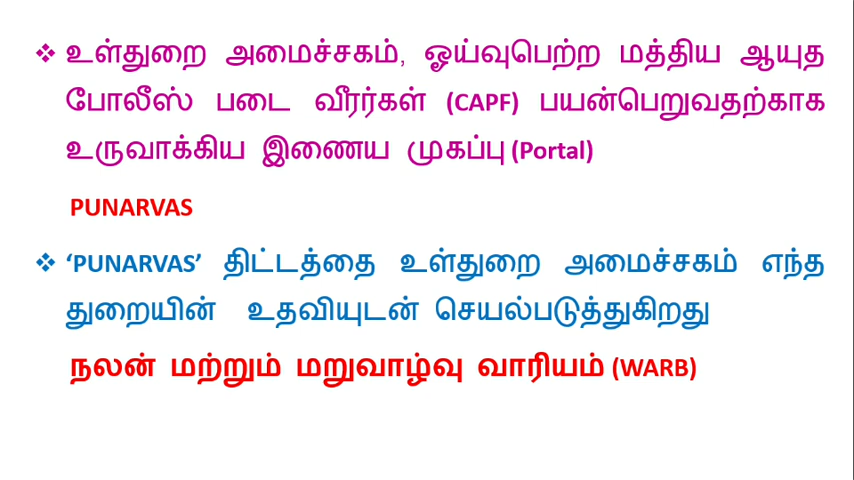 ❖ உள்துறை அமைச்சகம், ஓய்வுபெற்ற மத்திய ஆயுத
போலீஸ் படை வீரர்கள் (CAPF) பயன்பெறுவதற்காக
உருவாக்கிய இணைய முகப்பு (Portal)
PUNARVAS
❖ ‘PUNARVAS’ திட்டத்தை உள்துறை அமைச்சகம் எந்த
துறையின் உதவியுடன் செயல்படுத்துகிறது
நலன் மற்றும் மறுவாழ்வு வாரியம் (WARB)